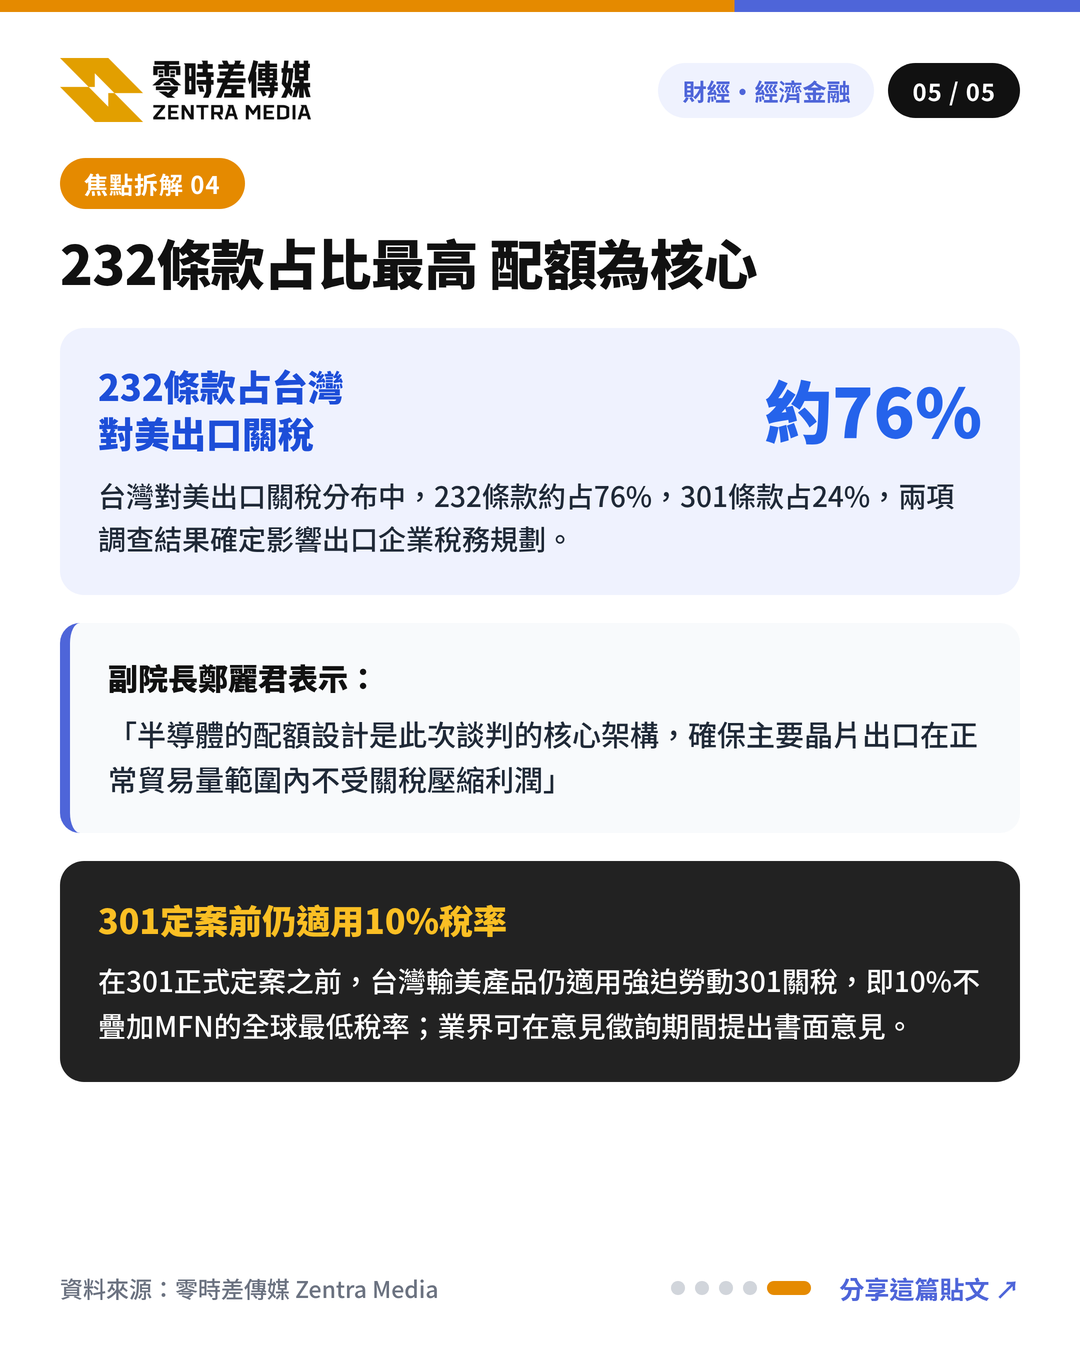 零時差傳媒
ZENTRA MEDIA
財經・經濟金融
05 / 05
焦點拆解 04
232條款占比最高 配額為核心
232條款占台灣
對美出口關稅
約76%
台灣對美出口關稅分布中，232條款約占76%，301條款占24%，兩項
調查結果確定影響出口企業稅務規劃。
副院長鄭麗君表示：
「半導體的配額設計是此次談判的核心架構，確保主要晶片出口在正
常貿易量範圍內不受關稅壓縮利潤」
301定案前仍適用10%稅率
在301正式定案之前，台灣輸美產品仍適用強迫勞動301關稅，即10%不
疊加MFN的全球最低稅率；業界可在意見徵詢期間提出書面意見。
資料來源：零時差傳媒 Zentra Media
分享這篇貼文 ↗